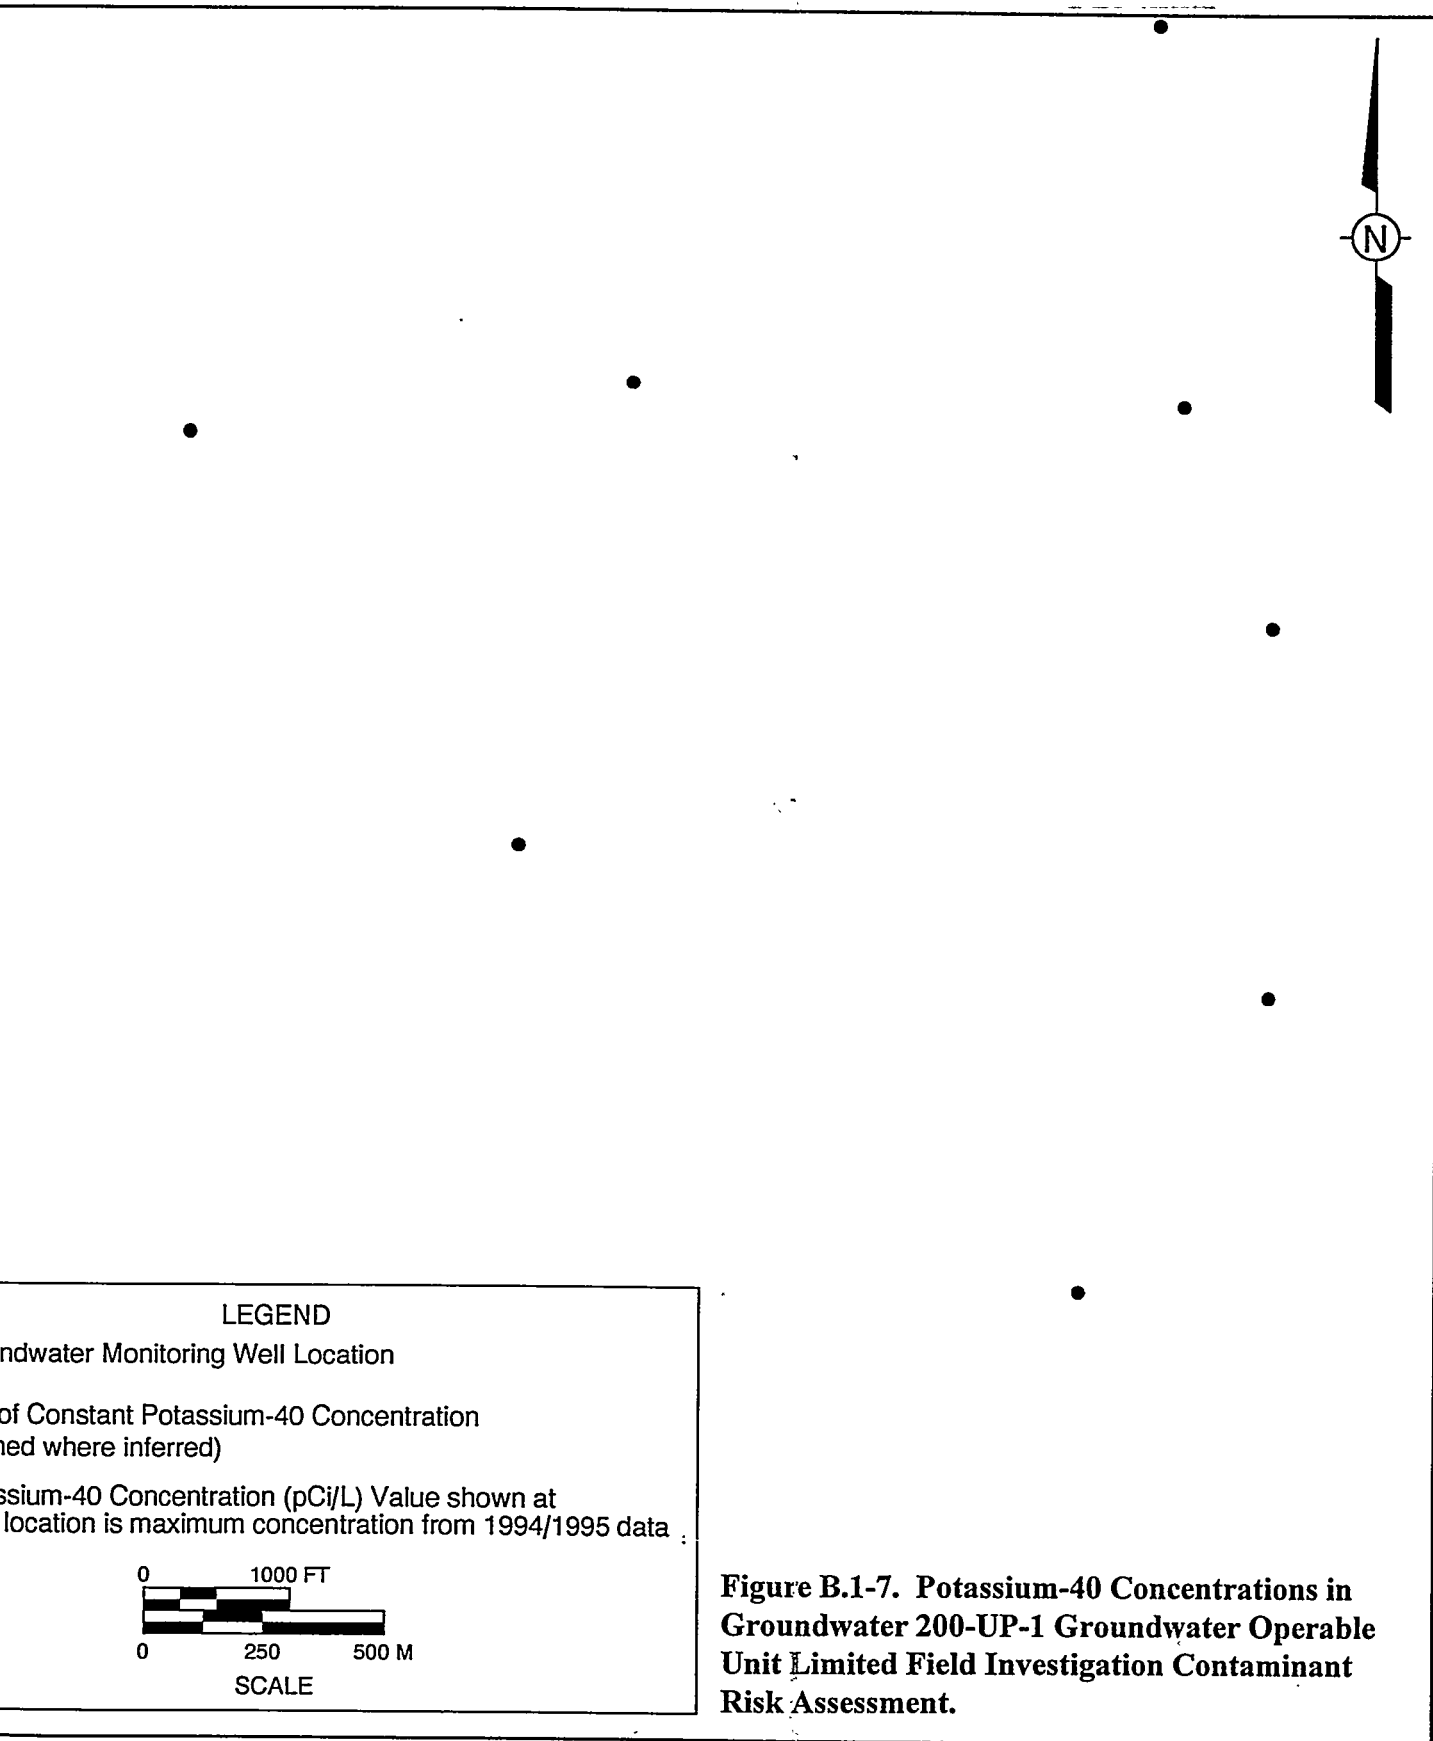 N
LEGEND
ndwater Monitoring Well Location
of Constant Potassium-40 Concentration
ned where inferred)
ssium-40 Concentration (pCi/L) Value shown at
location is maximum concentration from 1994/1995 data
0 1000 FT
0 250 500 M
SCALE
Figure B.1-7. Potassium-40 Concentrations in
Groundwater 200-UP-1 Groundwater Operable
Unit Limited Field Investigation Contaminant
Risk Assessment.